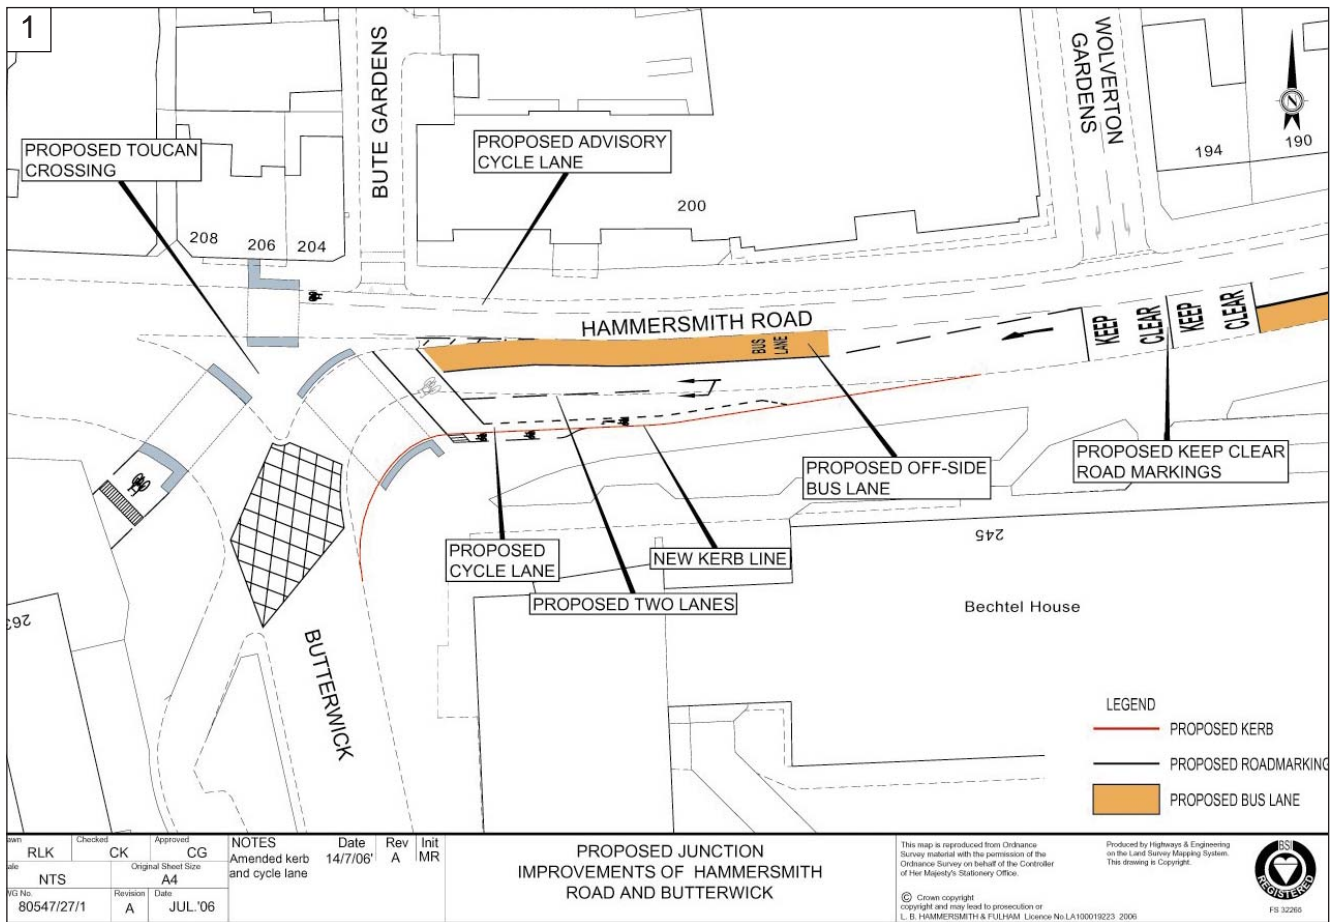 1
BUTE GARDENS
WOLVERTON
GARDENS
PROPOSED TOUCAN
CROSSING
PROPOSED ADVISORY
CYCLE LANE
194
190
200
208
206
204
HAMMERSMITH ROAD
BUS
LANE
KEEP
CLEAR
KEEP
CLEAR
PROPOSED OFF-SIDE
BUS LANE
PROPOSED KEEP CLEAR
ROAD MARKINGS
PROPOSED
CYCLE LANE
NEW KERB LINE
PROPOSED TWO LANES
245
263
Bechtel House
BUTTERWICK
LEGEND
PROPOSED KERB
PROPOSED ROADMARKING
PROPOSED BUS LANE
awn
RLK
Checked
CK
Approved
CG
ale
NTS
Original Sheet Size
A4
WG No.
80547/27/1
Revision
A
Date
JUL.'06
NOTES
Amended kerb
and cycle lane
Date
14/7/06'
Rev
A
Init
MR
PROPOSED JUNCTION
IMPROVEMENTS OF HAMMERSMITH
ROAD AND BUTTERWICK
This map is reproduced from Ordnance
Survey material with the permission of the
Ordnance Survey on behalf of the Controller
of Her Majesty's Stationery Office.
© Crown copyright
copyright and may lead to prosecution or
L. B. HAMMERSMITH & FULHAM Licence No.LA100019223 2006
Produced by Highways & Engineering
on the Land Survey Mapping System.
This drawing is Copyright.
BSI
REGISTERED
FS 32265